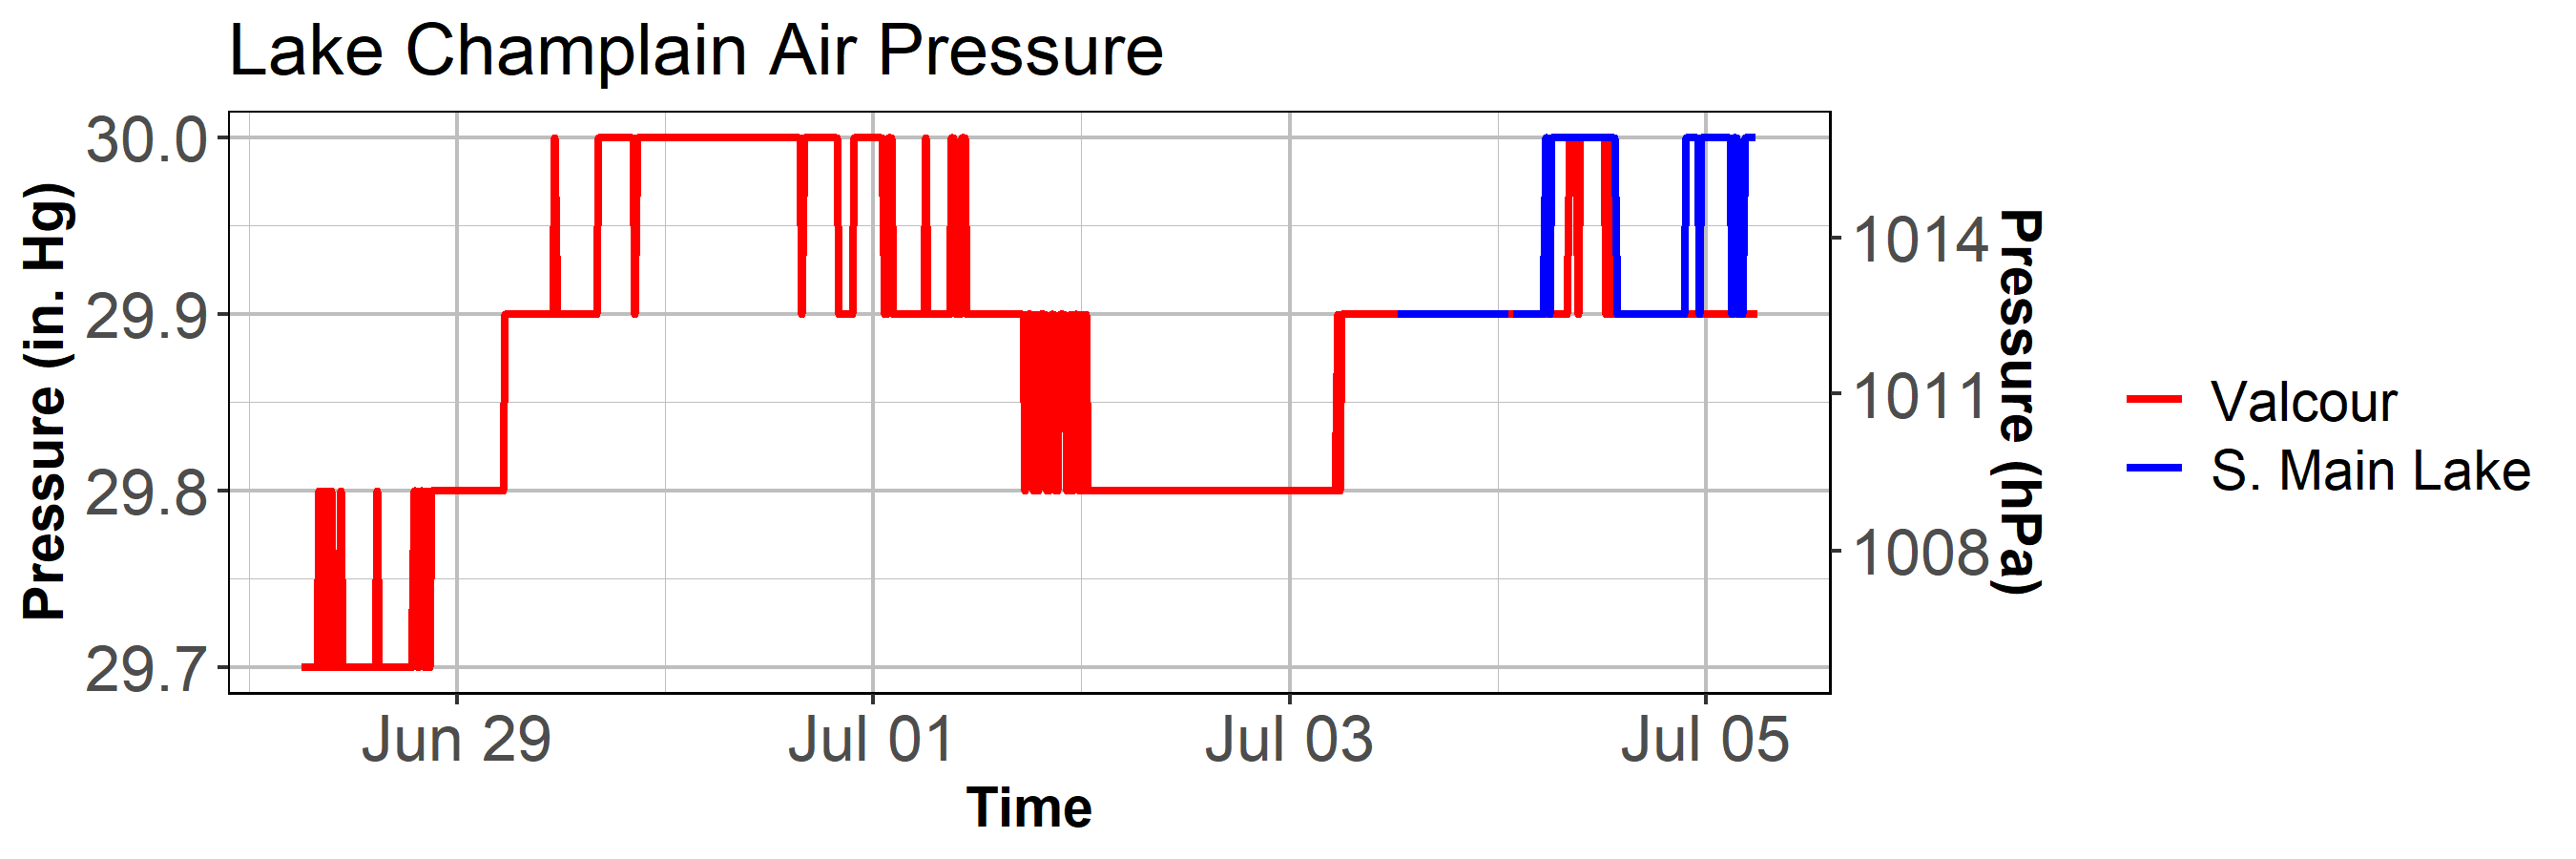 Lake Champlain Air Pressure
Pressure (in. Hg)
30.0
29.9
29.8
29.7
Jun 29
Jul 01
Jul 03
Jul 05
Time
1014
1011
1008
Pressure (hPa)
Valcour
S. Main Lake